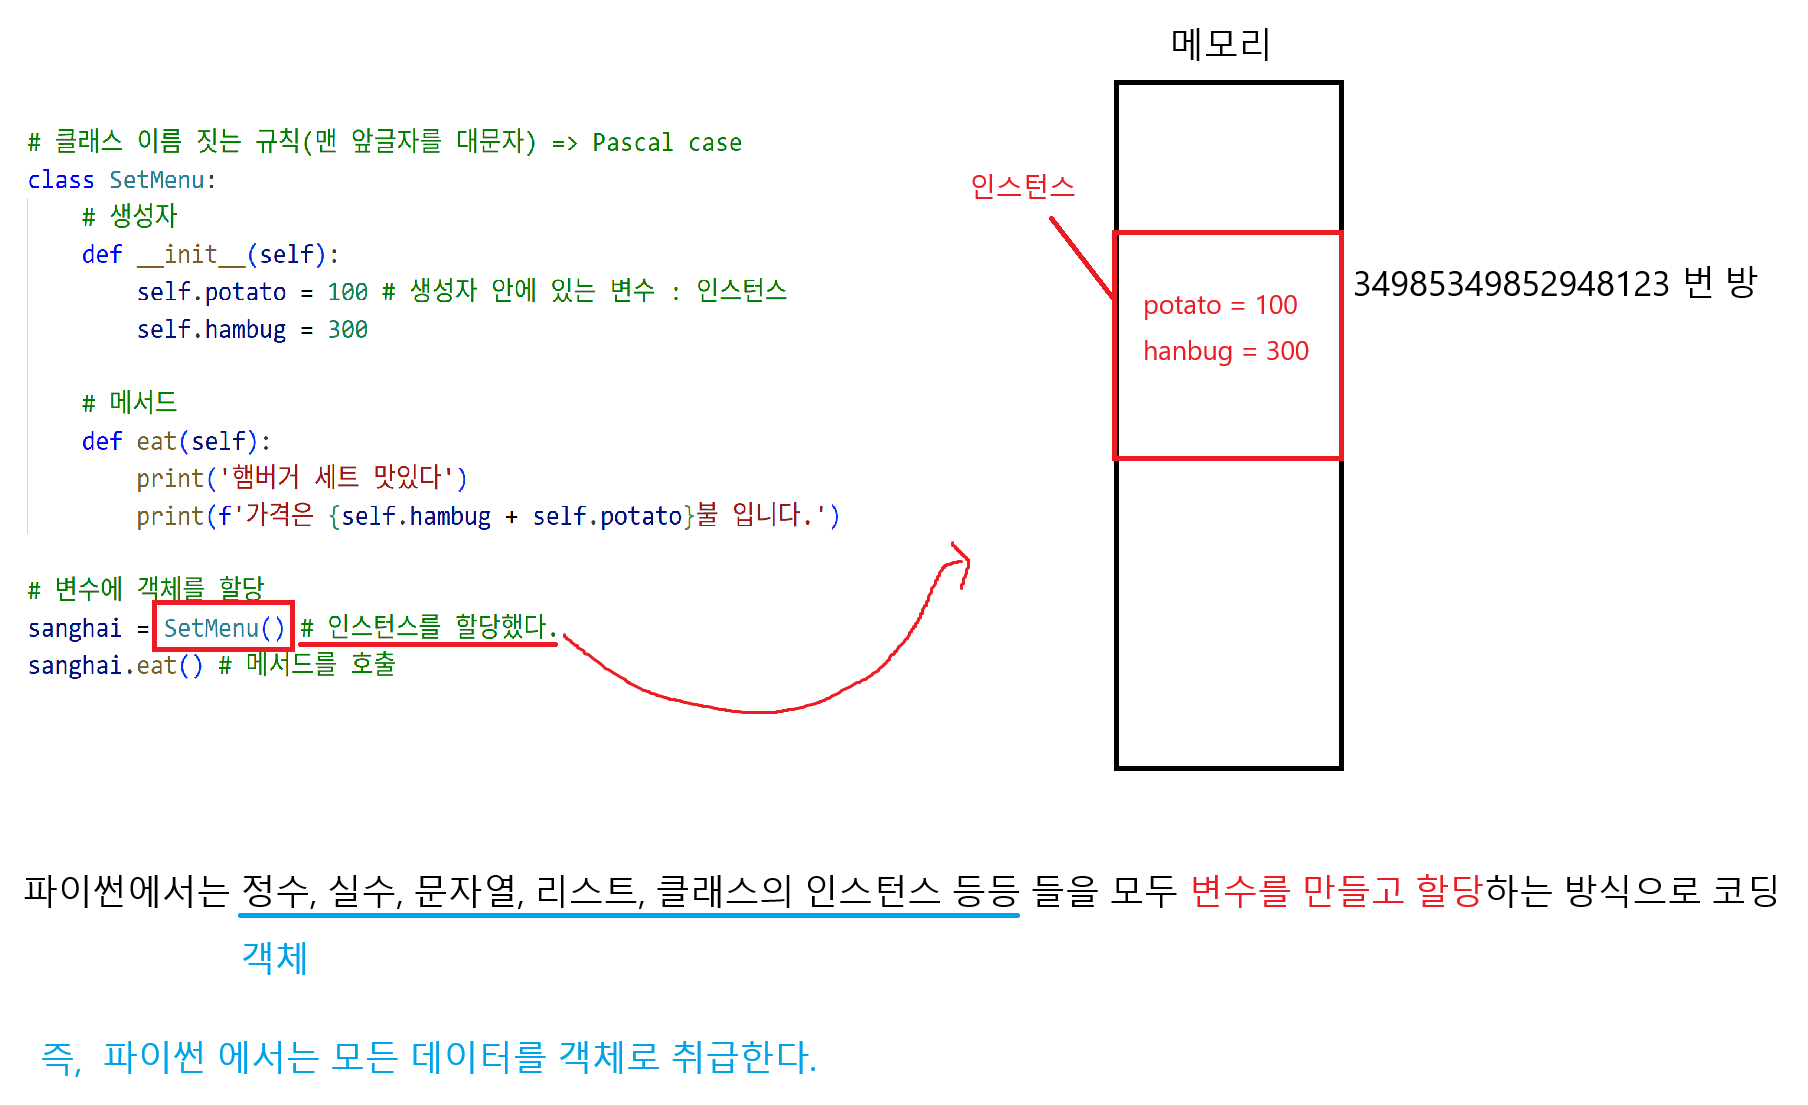 메모리
# 클래스 이름 짓는 규칙(맨 앞글자를 대문자) => Pascal case
class SetMenu:
# 생성자
def __init__(self):
self.potato = 100 # 생성자 안에 있는 변수 : 인스턴스
self.hambug = 300
# 메서드
def eat(self):
print('햄버거 세트 맛있다')
print(f'가격은 {self.hambug + self.potato}불 입니다.')
# 변수에 객체를 할당
sanghai = SetMenu() # 인스턴스를 할당했다.
sanghai.eat() # 메서드를 호출
인스턴스
potato = 100
hanbug = 300
34985349852948123 번 방
파이썬에서는 정수, 실수, 문자열, 리스트, 클래스의 인스턴스 등등 들을 모두 변수를 만들고 할당하는 방식으로 코딩
객체
즉, 파이썬 에서는 모든 데이터를 객체로 취급한다.